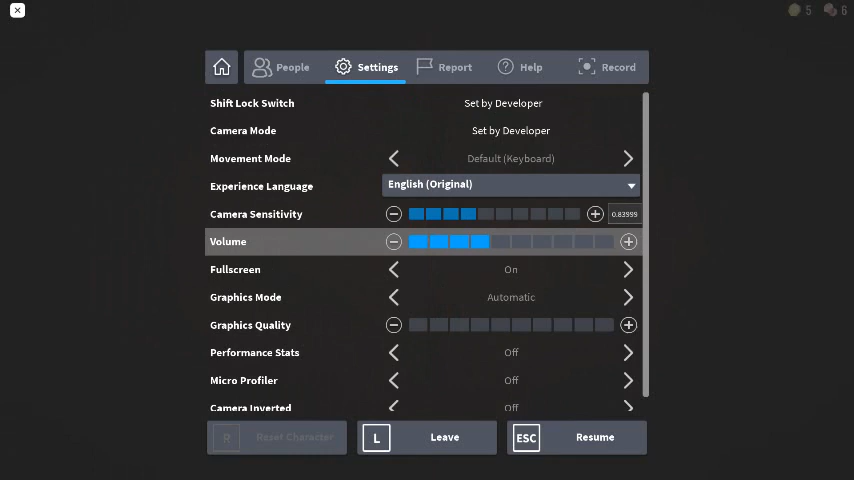 5 6
People Settings Report Help Record
Shift Lock Switch Set by Developer
Camera Mode Set by Developer
Movement Mode Default (Keyboard)
Experience Language English (Original)
Camera Sensitivity 0.83999
Volume
Fullscreen On
Graphics Mode Automatic
Graphics Quality
Performance Stats Off
Micro Profiler Off
Camera Inverted Off
R Reset Character L Leave ESC Resume